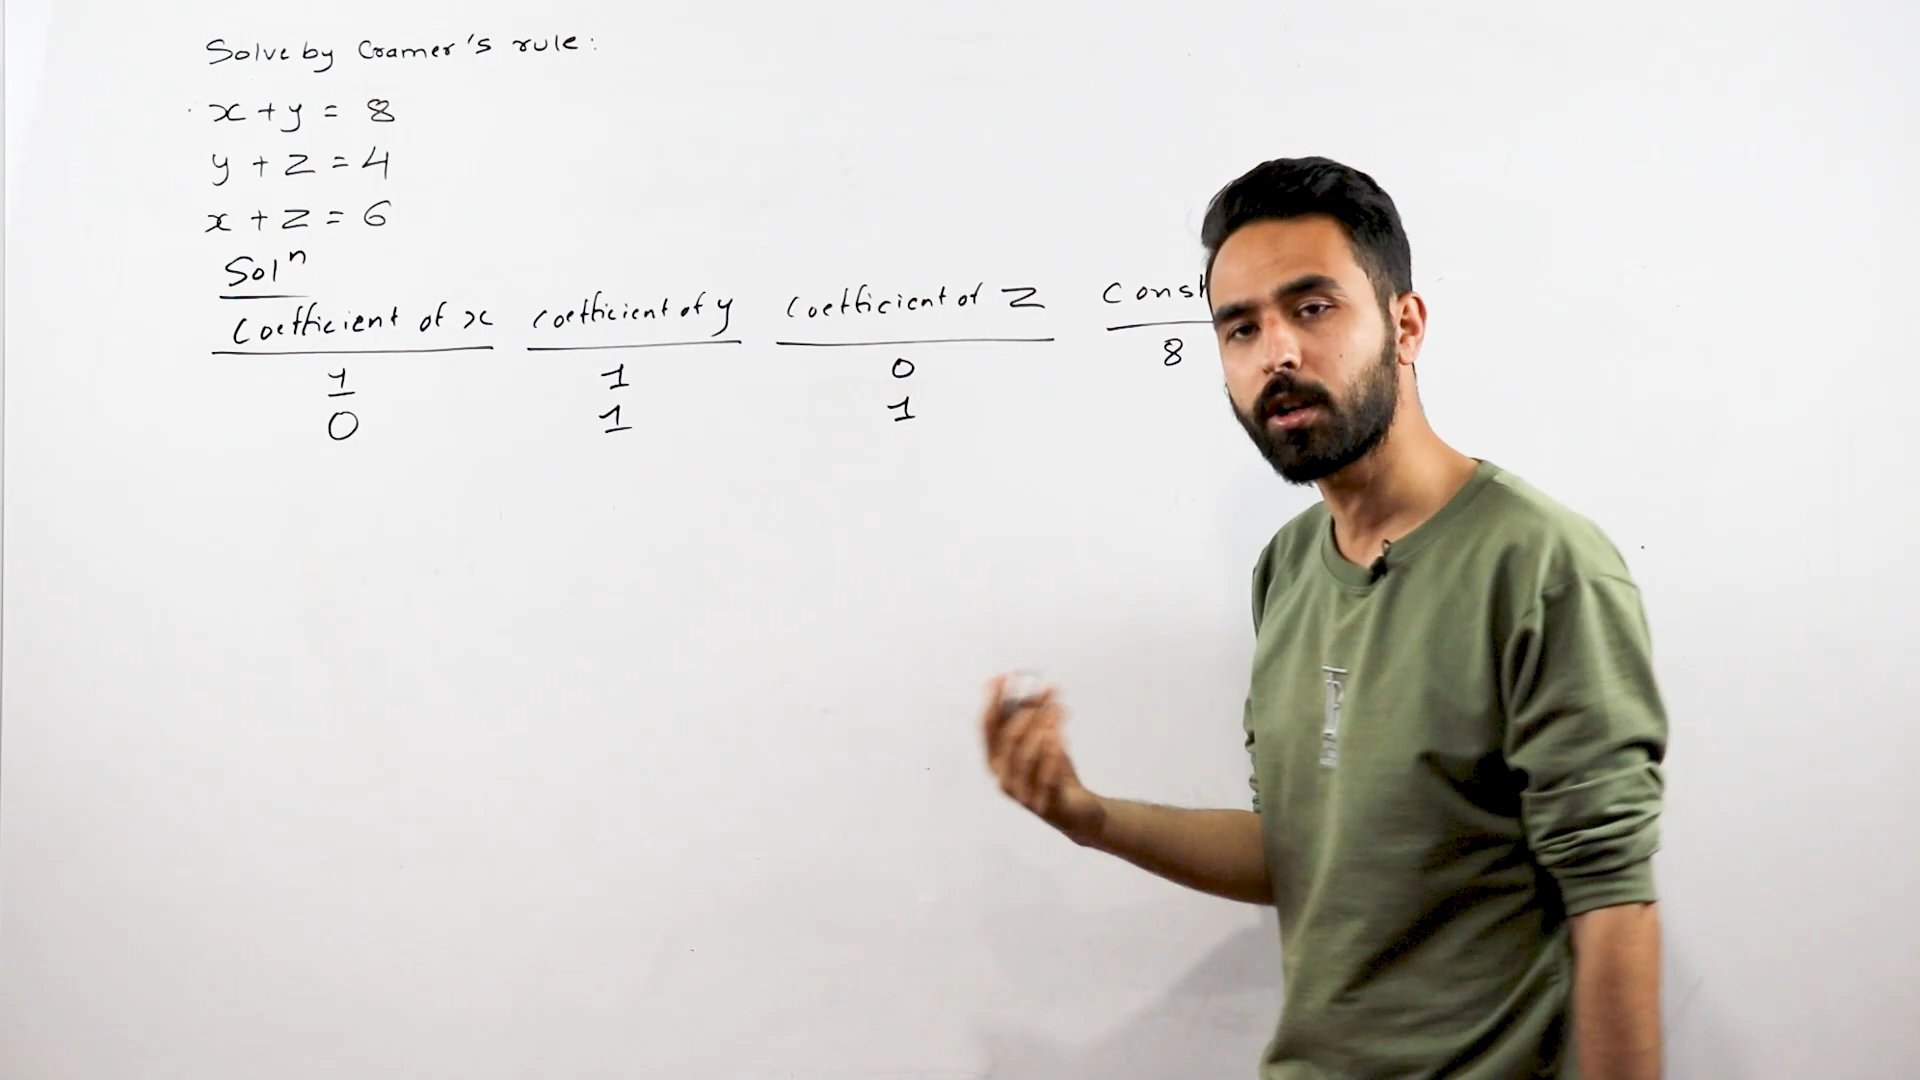 Solve by Cramer's rule:
x + y = 8
y + z = 4
x + z = 6
Solⁿ
Coefficient of x coefficient of y Coefficient of z
1 1 0 8
0 1 1